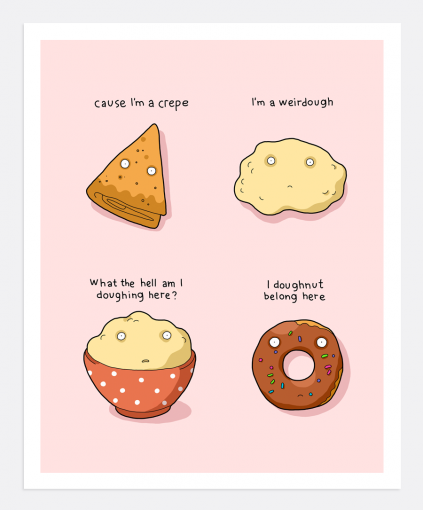 cause I'm a crepe
I'm a weirdough
What the hell am I
doughing here?
I doughnut
belong here